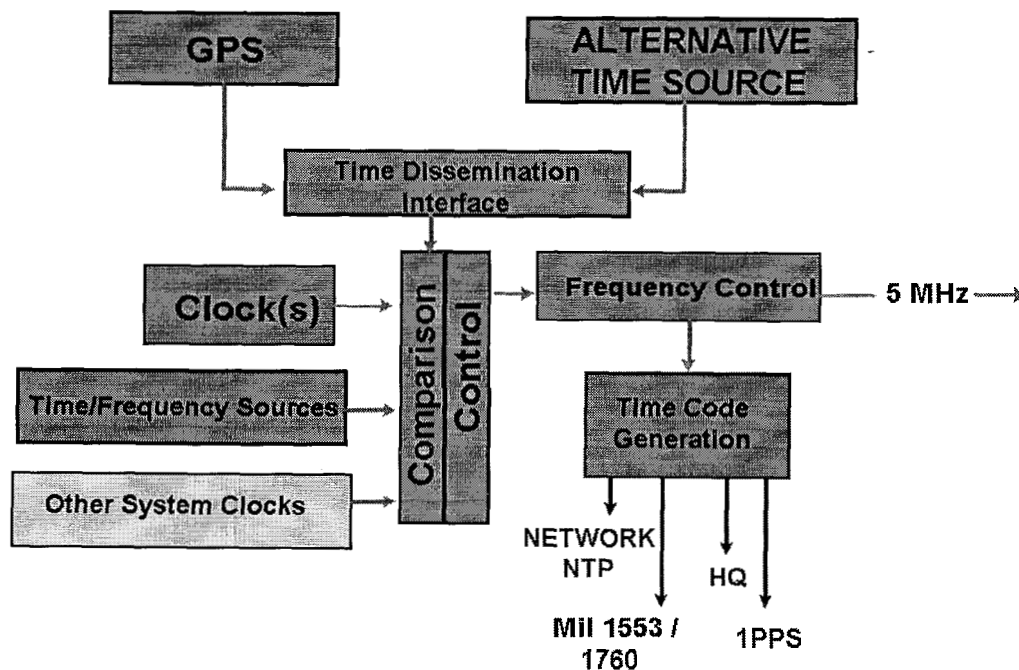 GPS
ALTERNATIVE
TIME SOURCE
Time Dissemination
Interface
Clock(s)
Time/Frequency Sources
Other System Clocks
Comparison
Control
Frequency Control
5 MHz
Time Code
Generation
NETWORK
NTP
HQ
Mil 1553 /
1760
1PPS